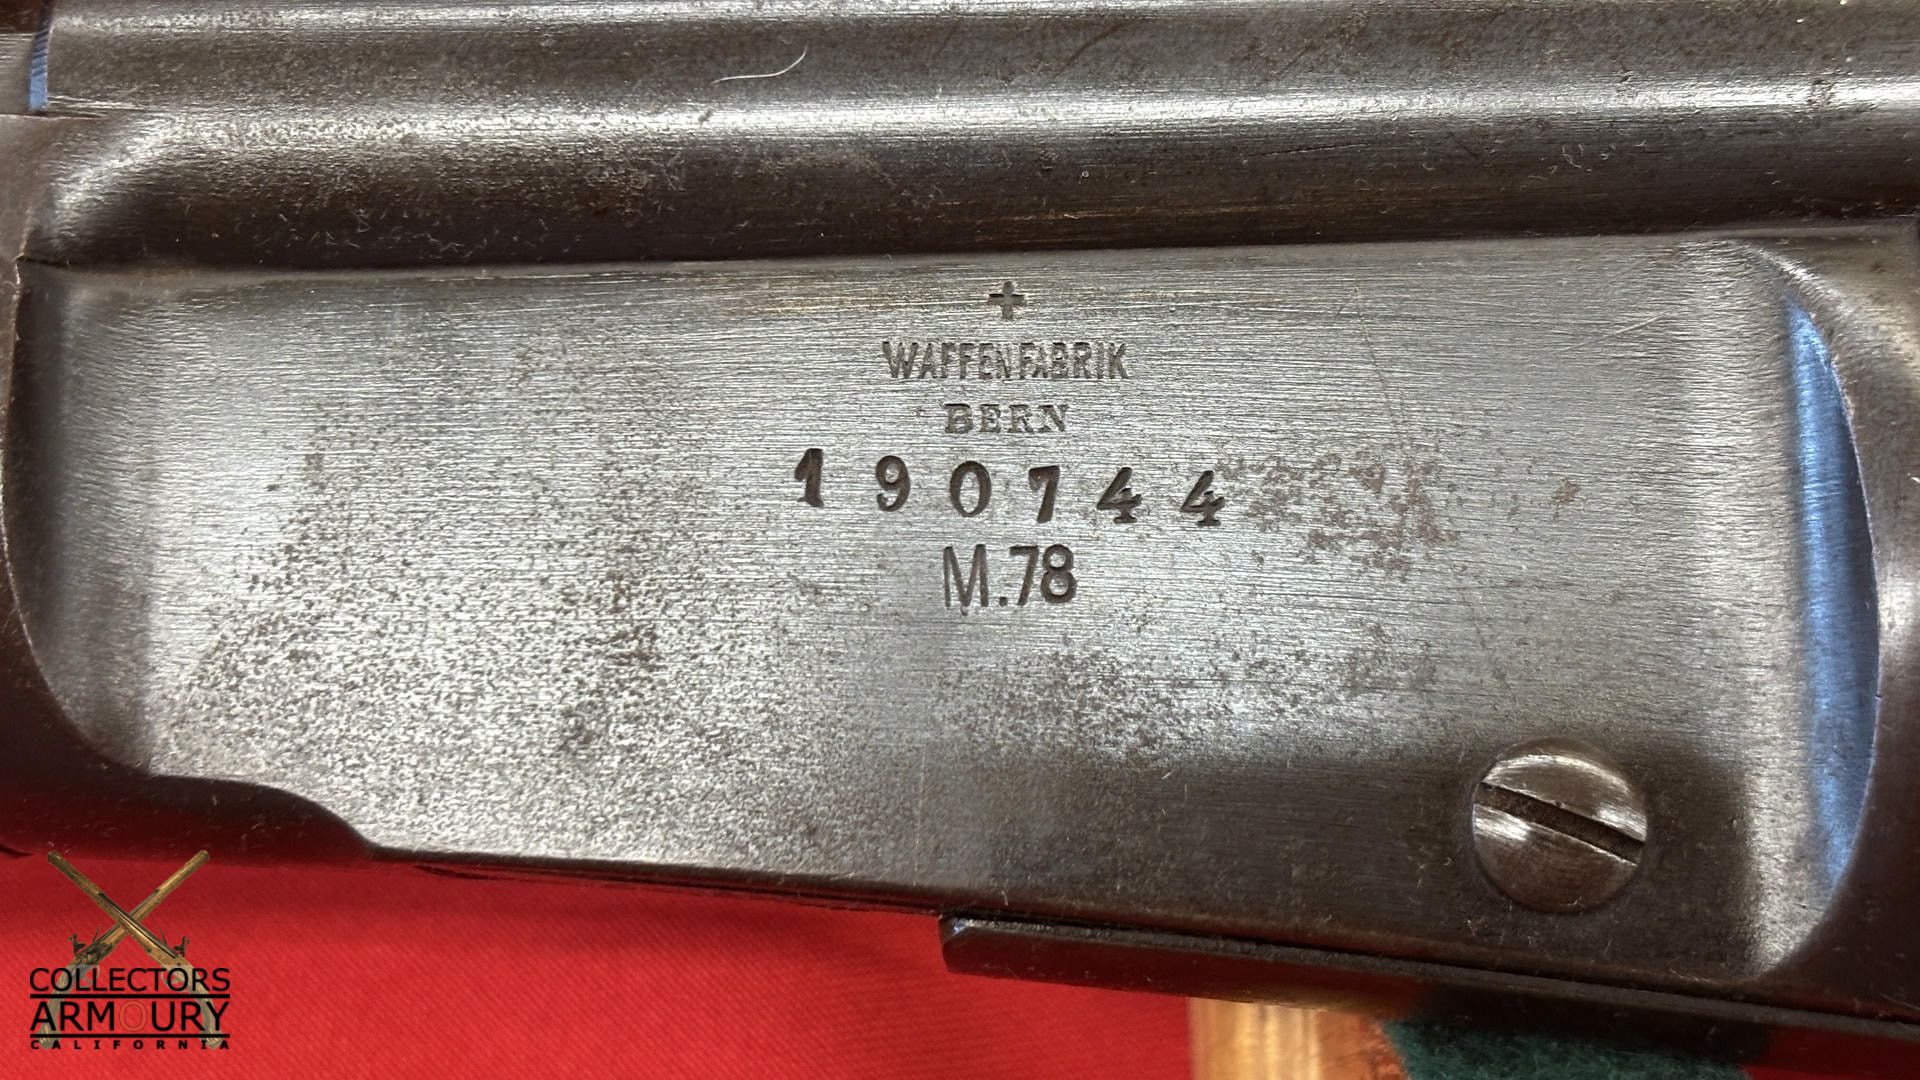 WAFFENFABRIK
BERN
190744
M.78
COLLECTORS
ARMOURY
CALIFORNIA